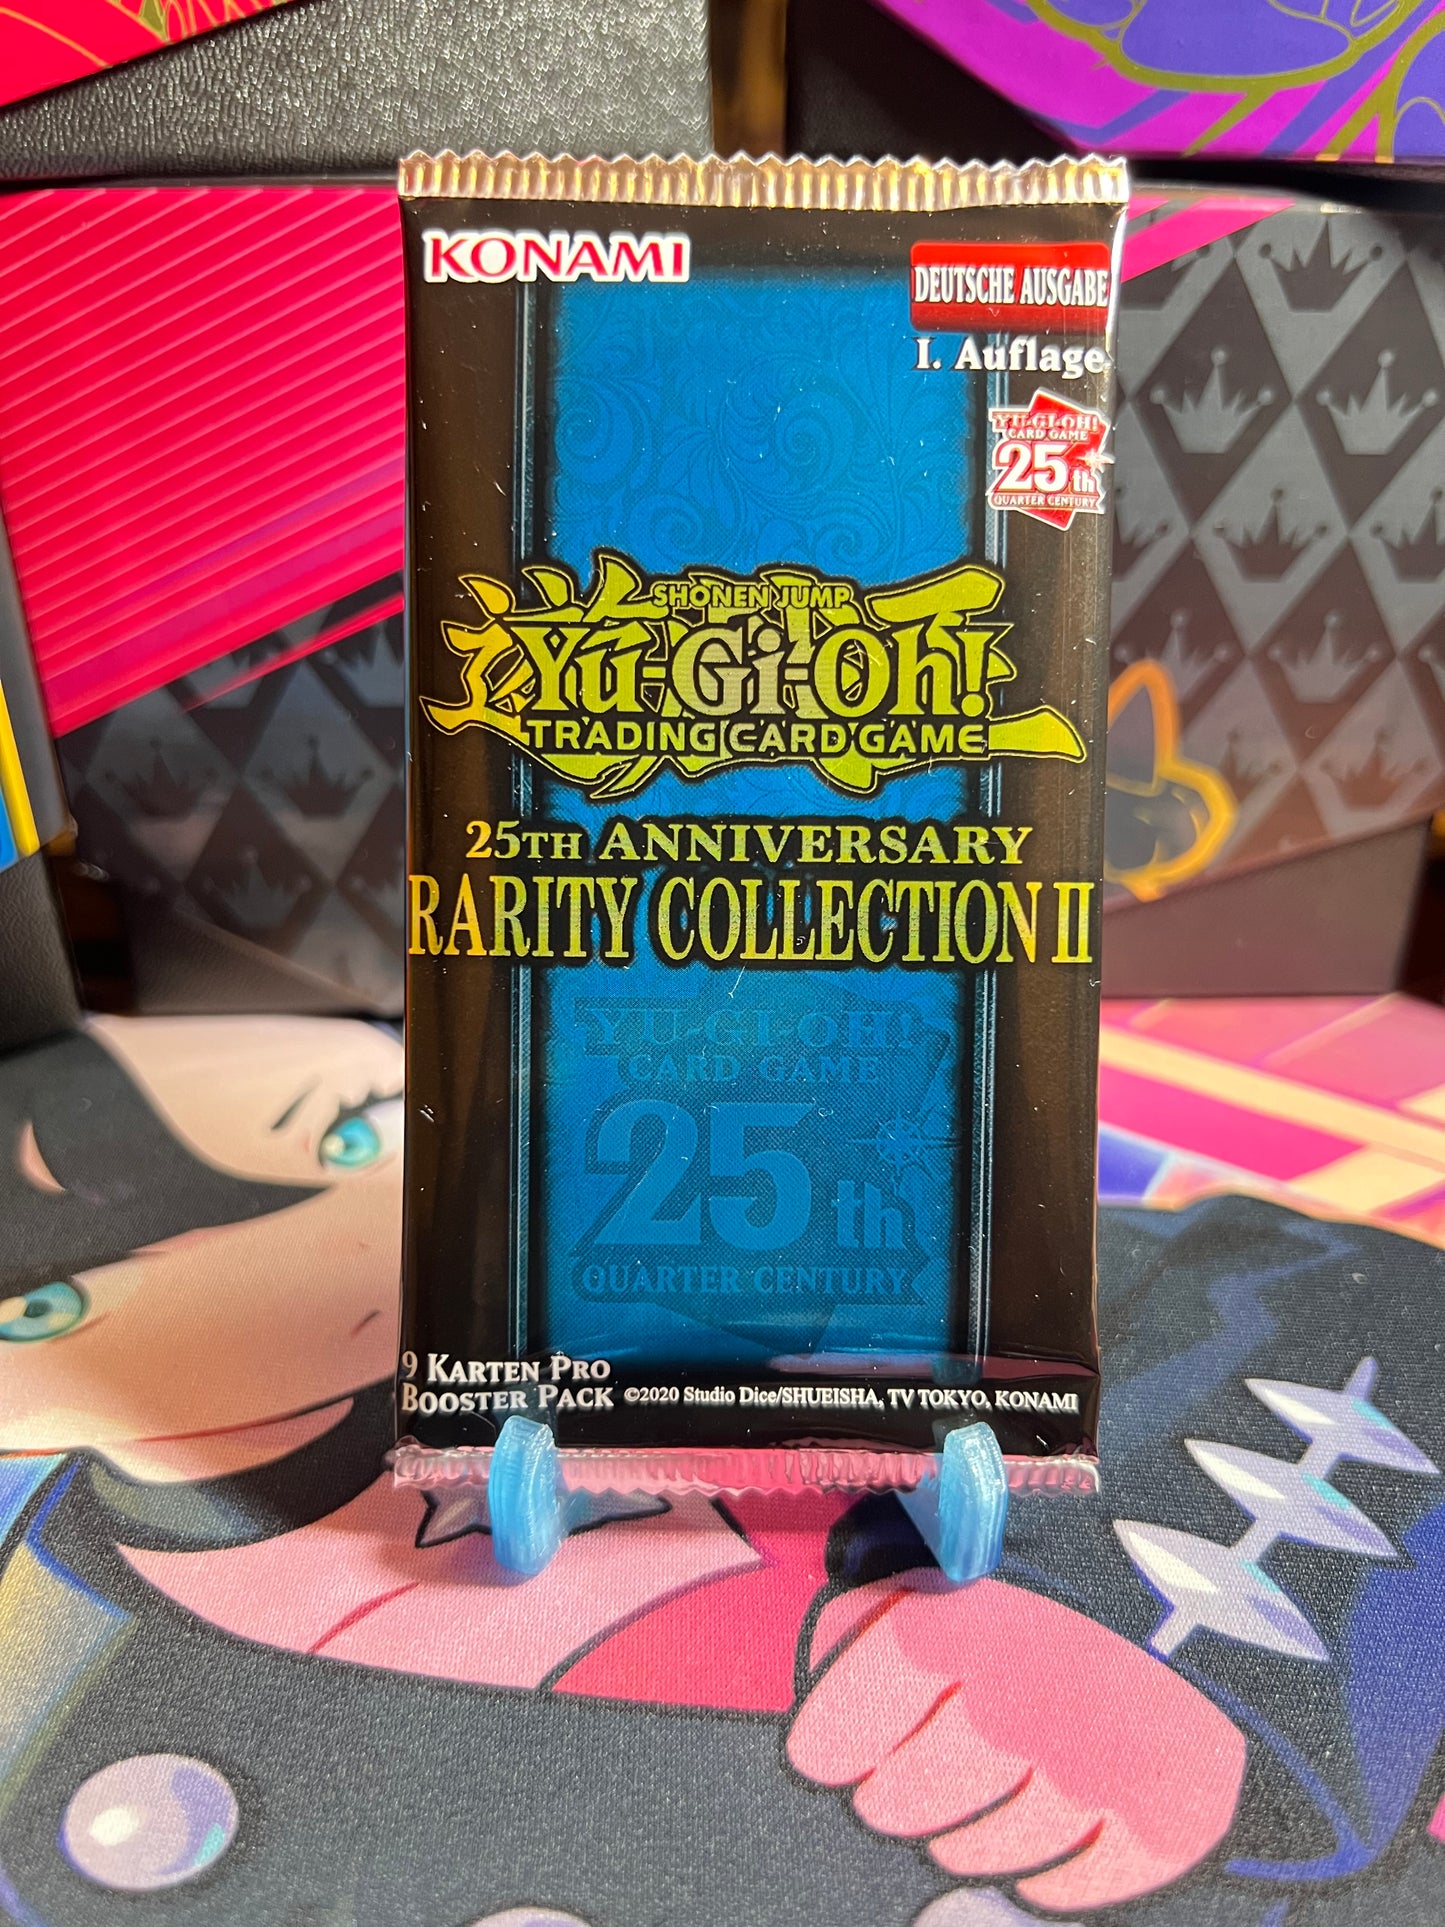 KONAMI
DEUTSCHE AUSGABE
1. Auflage
YU-GI-OH!
CARD GAME
25th
QUARTER CENTURY
SHONEN JUMP
Yu-Gi-Oh!
TRADING CARD GAME
25TH ANNIVERSARY
RARITY COLLECTION II
YU-GI-OH!
CARD GAME
25th
QUARTER CENTURY
9 KARTEN PRO
BOOSTER PACK
©2020 Studio Dice/SHUEISHA, TV TOKYO, KONAMI